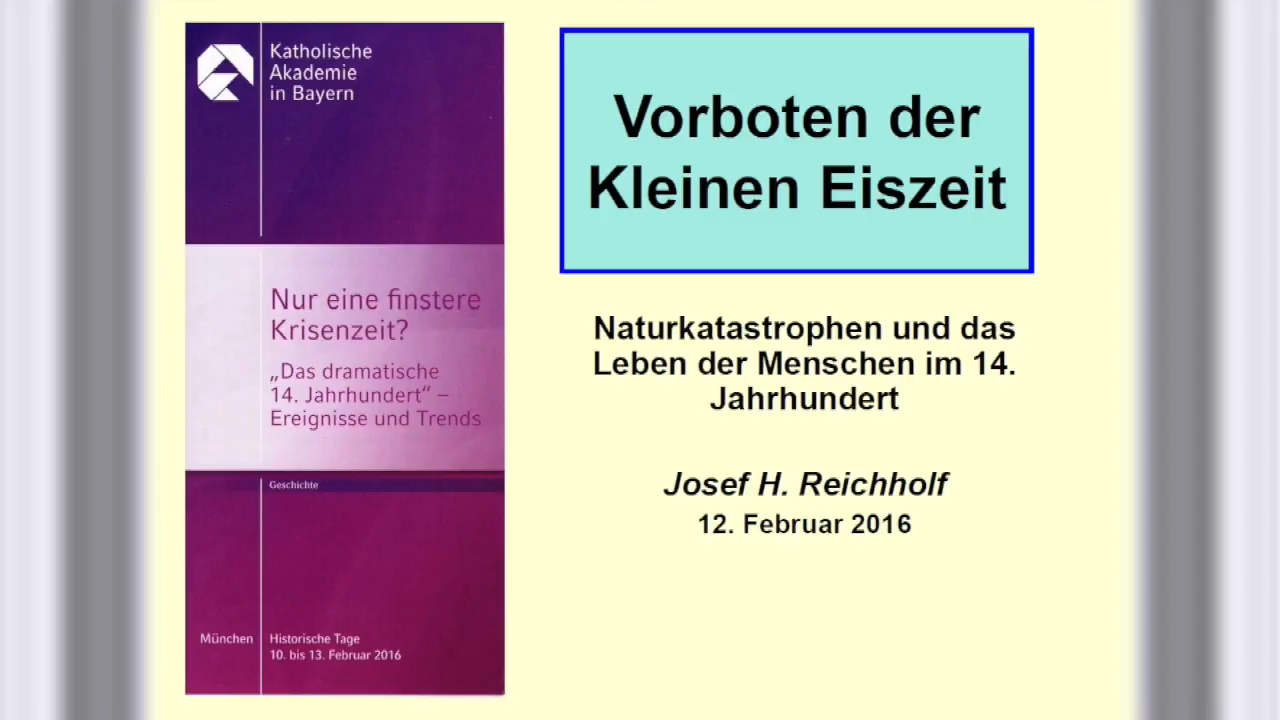 Katholische
Akademie
in Bayern
Nur eine finstere
Krisenzeit?
„Das dramatische
14. Jahrhundert“ –
Ereignisse und Trends
Geschichte
München
Historische Tage
10. bis 13. Februar 2016
Vorboten der
Kleinen Eiszeit
Naturkatastrophen und das
Leben der Menschen im 14.
Jahrhundert
Josef H. Reichholf
12. Februar 2016